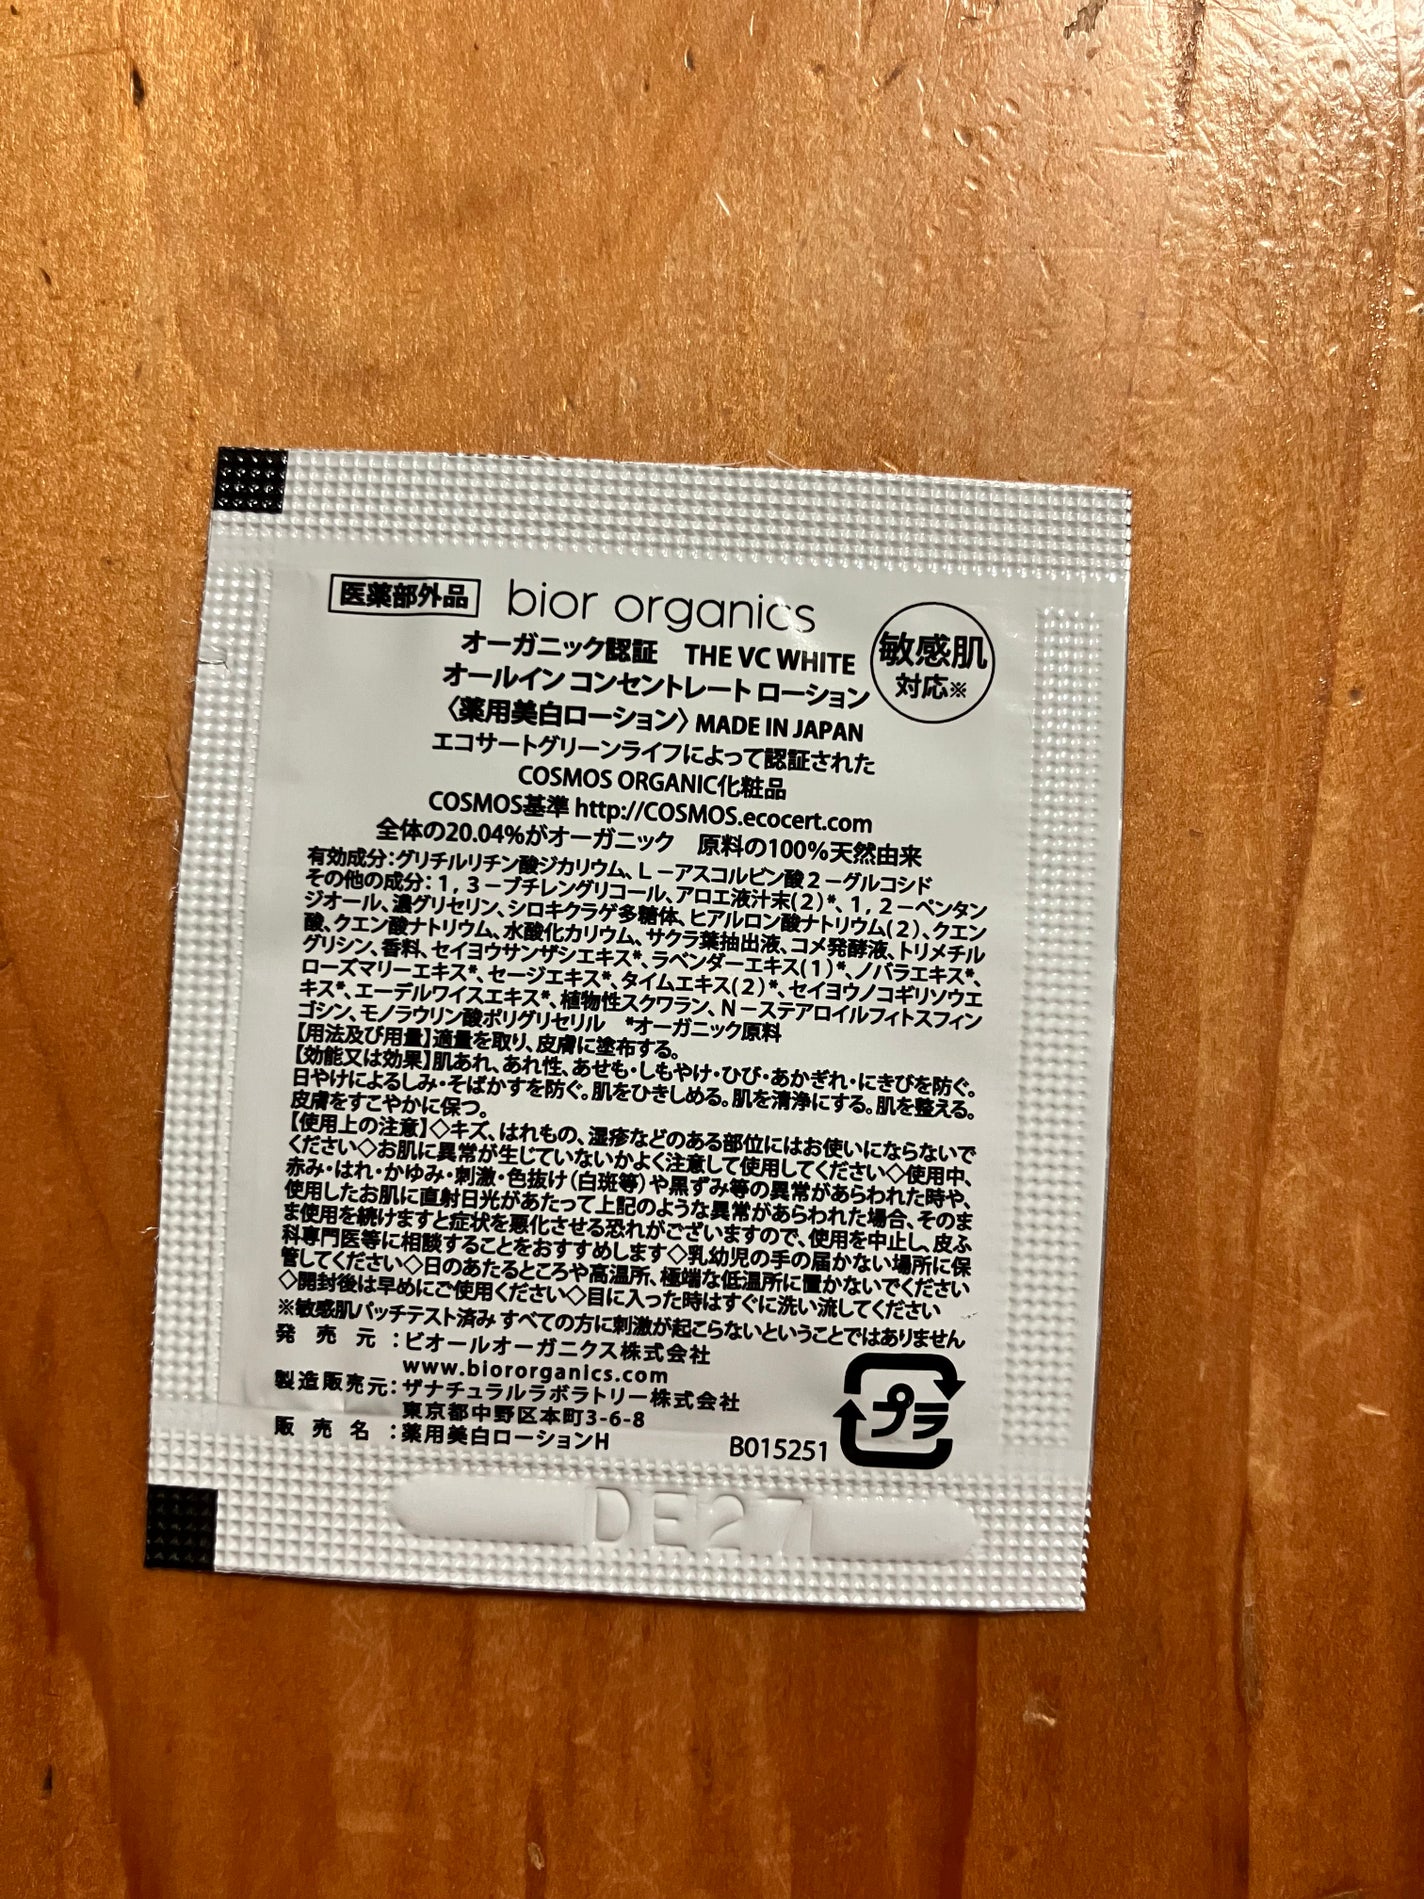 医薬部外品 bior organics
敏感肌
対応※
オーガニック認証 THE VC WHITE
オールイン コンセントレート ローション
〈薬用美白ローション〉MADE IN JAPAN
エコサートグリーンライフによって認証された
COSMOS ORGANIC化粧品
COSMOS基準 http://COSMOS.ecocert.com
全体の20.04%がオーガニック 原料の100%天然由来
有効成分：グリチルリチン酸ジカリウム、L－アスコルビン酸２－グルコシド
その他の成分：１，３－ブチレングリコール、アロエ液汁末(２)*、１，２－ペンタン
ジオール、濃グリセリン、シロキクラゲ多糖体、ヒアルロン酸ナトリウム(２)、クエン
酸、クエン酸ナトリウム、水酸化カリウム、サクラ葉抽出液、コメ発酵液、トリメチル
グリシン、香料、セイヨウサンザシエキス*、ラベンダーエキス(１)*、ノバラエキス*、
ローズマリーエキス*、セージエキス*、タイムエキス(２)*、セイヨウノコギリソウエ
キス*、エーデルワイスエキス*、植物性スクワラン、N－ステアロイルフィトスフィン
ゴシン、モノラウリン酸ポリグリセリル *オーガニック原料
【用法及び用量】適量を取り、皮膚に塗布する。
【効能又は効果】肌あれ、あれ性、あせも・しもやけ・ひび・あかぎれ・にきびを防ぐ。
日やけによるしみ・そばかすを防ぐ。肌をひきしめる。肌を清浄にする。肌を整える。
皮膚をすこやかに保つ。
【使用上の注意】◇キズ、はれもの、湿疹などのある部位にはお使いにならないで
ください◇お肌に異常が生じていないかよく注意して使用してください◇使用中、
赤み・はれ・かゆみ・刺激・色抜け（白斑等）や黒ずみ等の異常があらわれた時や、
使用したお肌に直射日光があたって上記のような異常があらわれた場合、そのま
ま使用を続けますと症状を悪化させる恐れがございますので、使用を中止し、皮ふ
科専門医等に相談することをおすすめします◇乳幼児の手の届かない場所に保
管してください◇日のあたるところや高温所、極端な低温所に置かないでください
◇開封後は早めにご使用ください◇目に入った時はすぐに洗い流してください
※敏感肌パッチテスト済み すべての方に刺激が起こらないということではありません
発売元：ビオールオーガニクス株式会社
www.biororganics.com
製造販売元：ザナチュラルラボラトリー株式会社
東京都中野区本町3-6-8
販売名：薬用美白ローションH
B015251
プラ
DE27